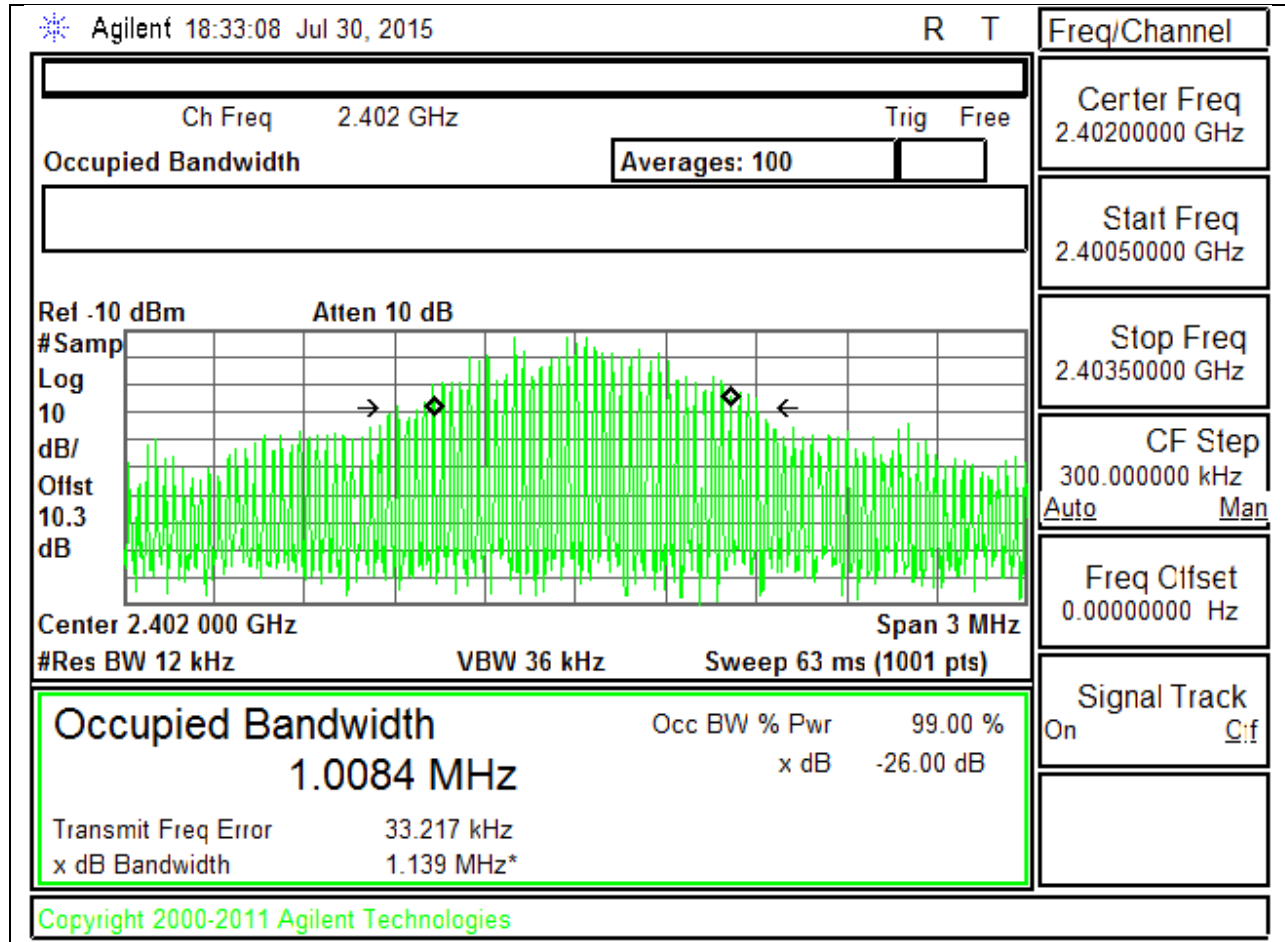 Agilent 18:33:08 Jul 30, 2015 R T
Ch Freq 2.402 GHz Trig Free
Occupied Bandwidth Averages: 100
Ref -10 dBm Atten 10 dB
#Samp
Log
10
dB/
Offst
10.3
dB
Center 2.402 000 GHz Span 3 MHz
#Res BW 12 kHz VBW 36 kHz Sweep 63 ms (1001 pts)
Occupied Bandwidth Occ BW % Pwr 99.00 %
1.0084 MHz x dB -26.00 dB
Transmit Freq Error 33.217 kHz
x dB Bandwidth 1.139 MHz*
Copyright 2000-2011 Agilent Technologies
Freq/Channel
Center Freq
2.40200000 GHz
Start Freq
2.40050000 GHz
Stop Freq
2.40350000 GHz
CF Step
300.000000 kHz
Auto Man
Freq Offset
0.00000000 Hz
Signal Track
On Off